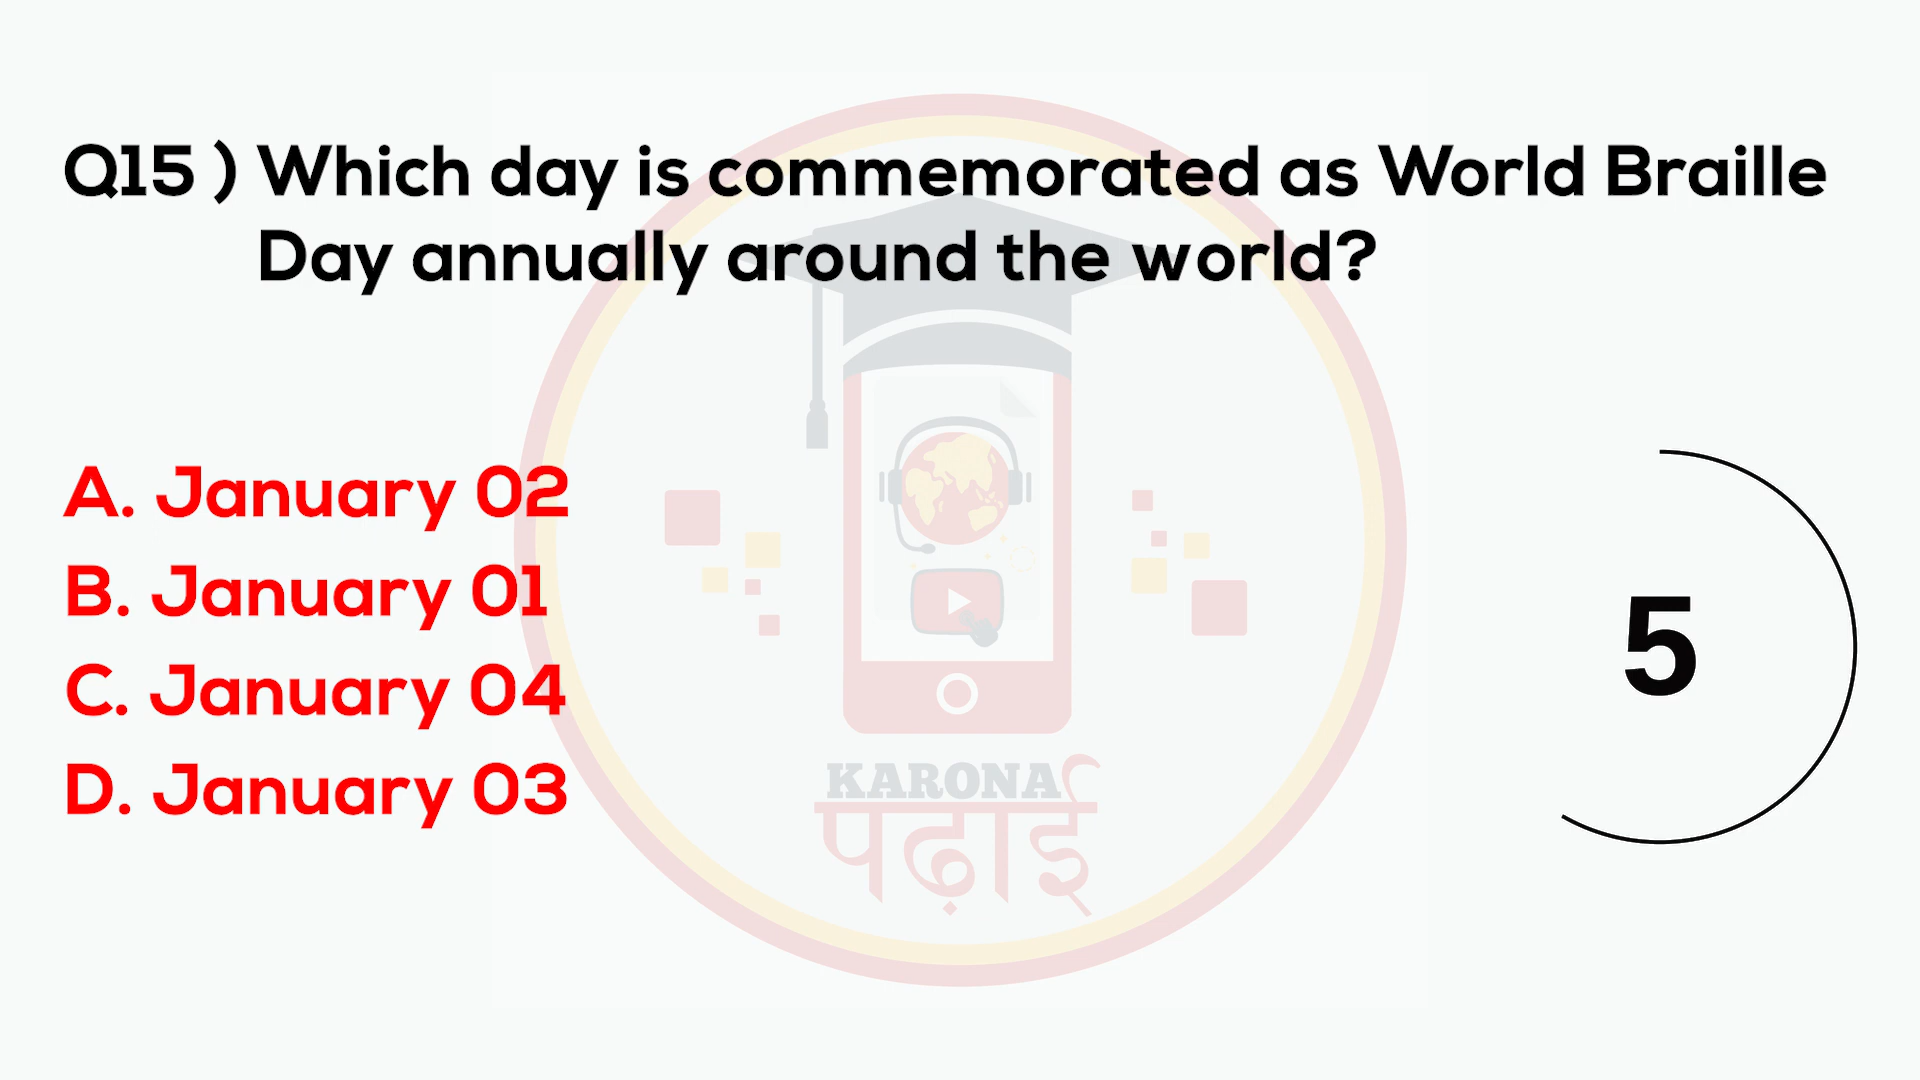 Q15 ) Which day is commemorated as World Braille
Day annually around the world?
A. January 02
B. January 01
C. January 04
D. January 03
5
KARONA
पढ़ाई